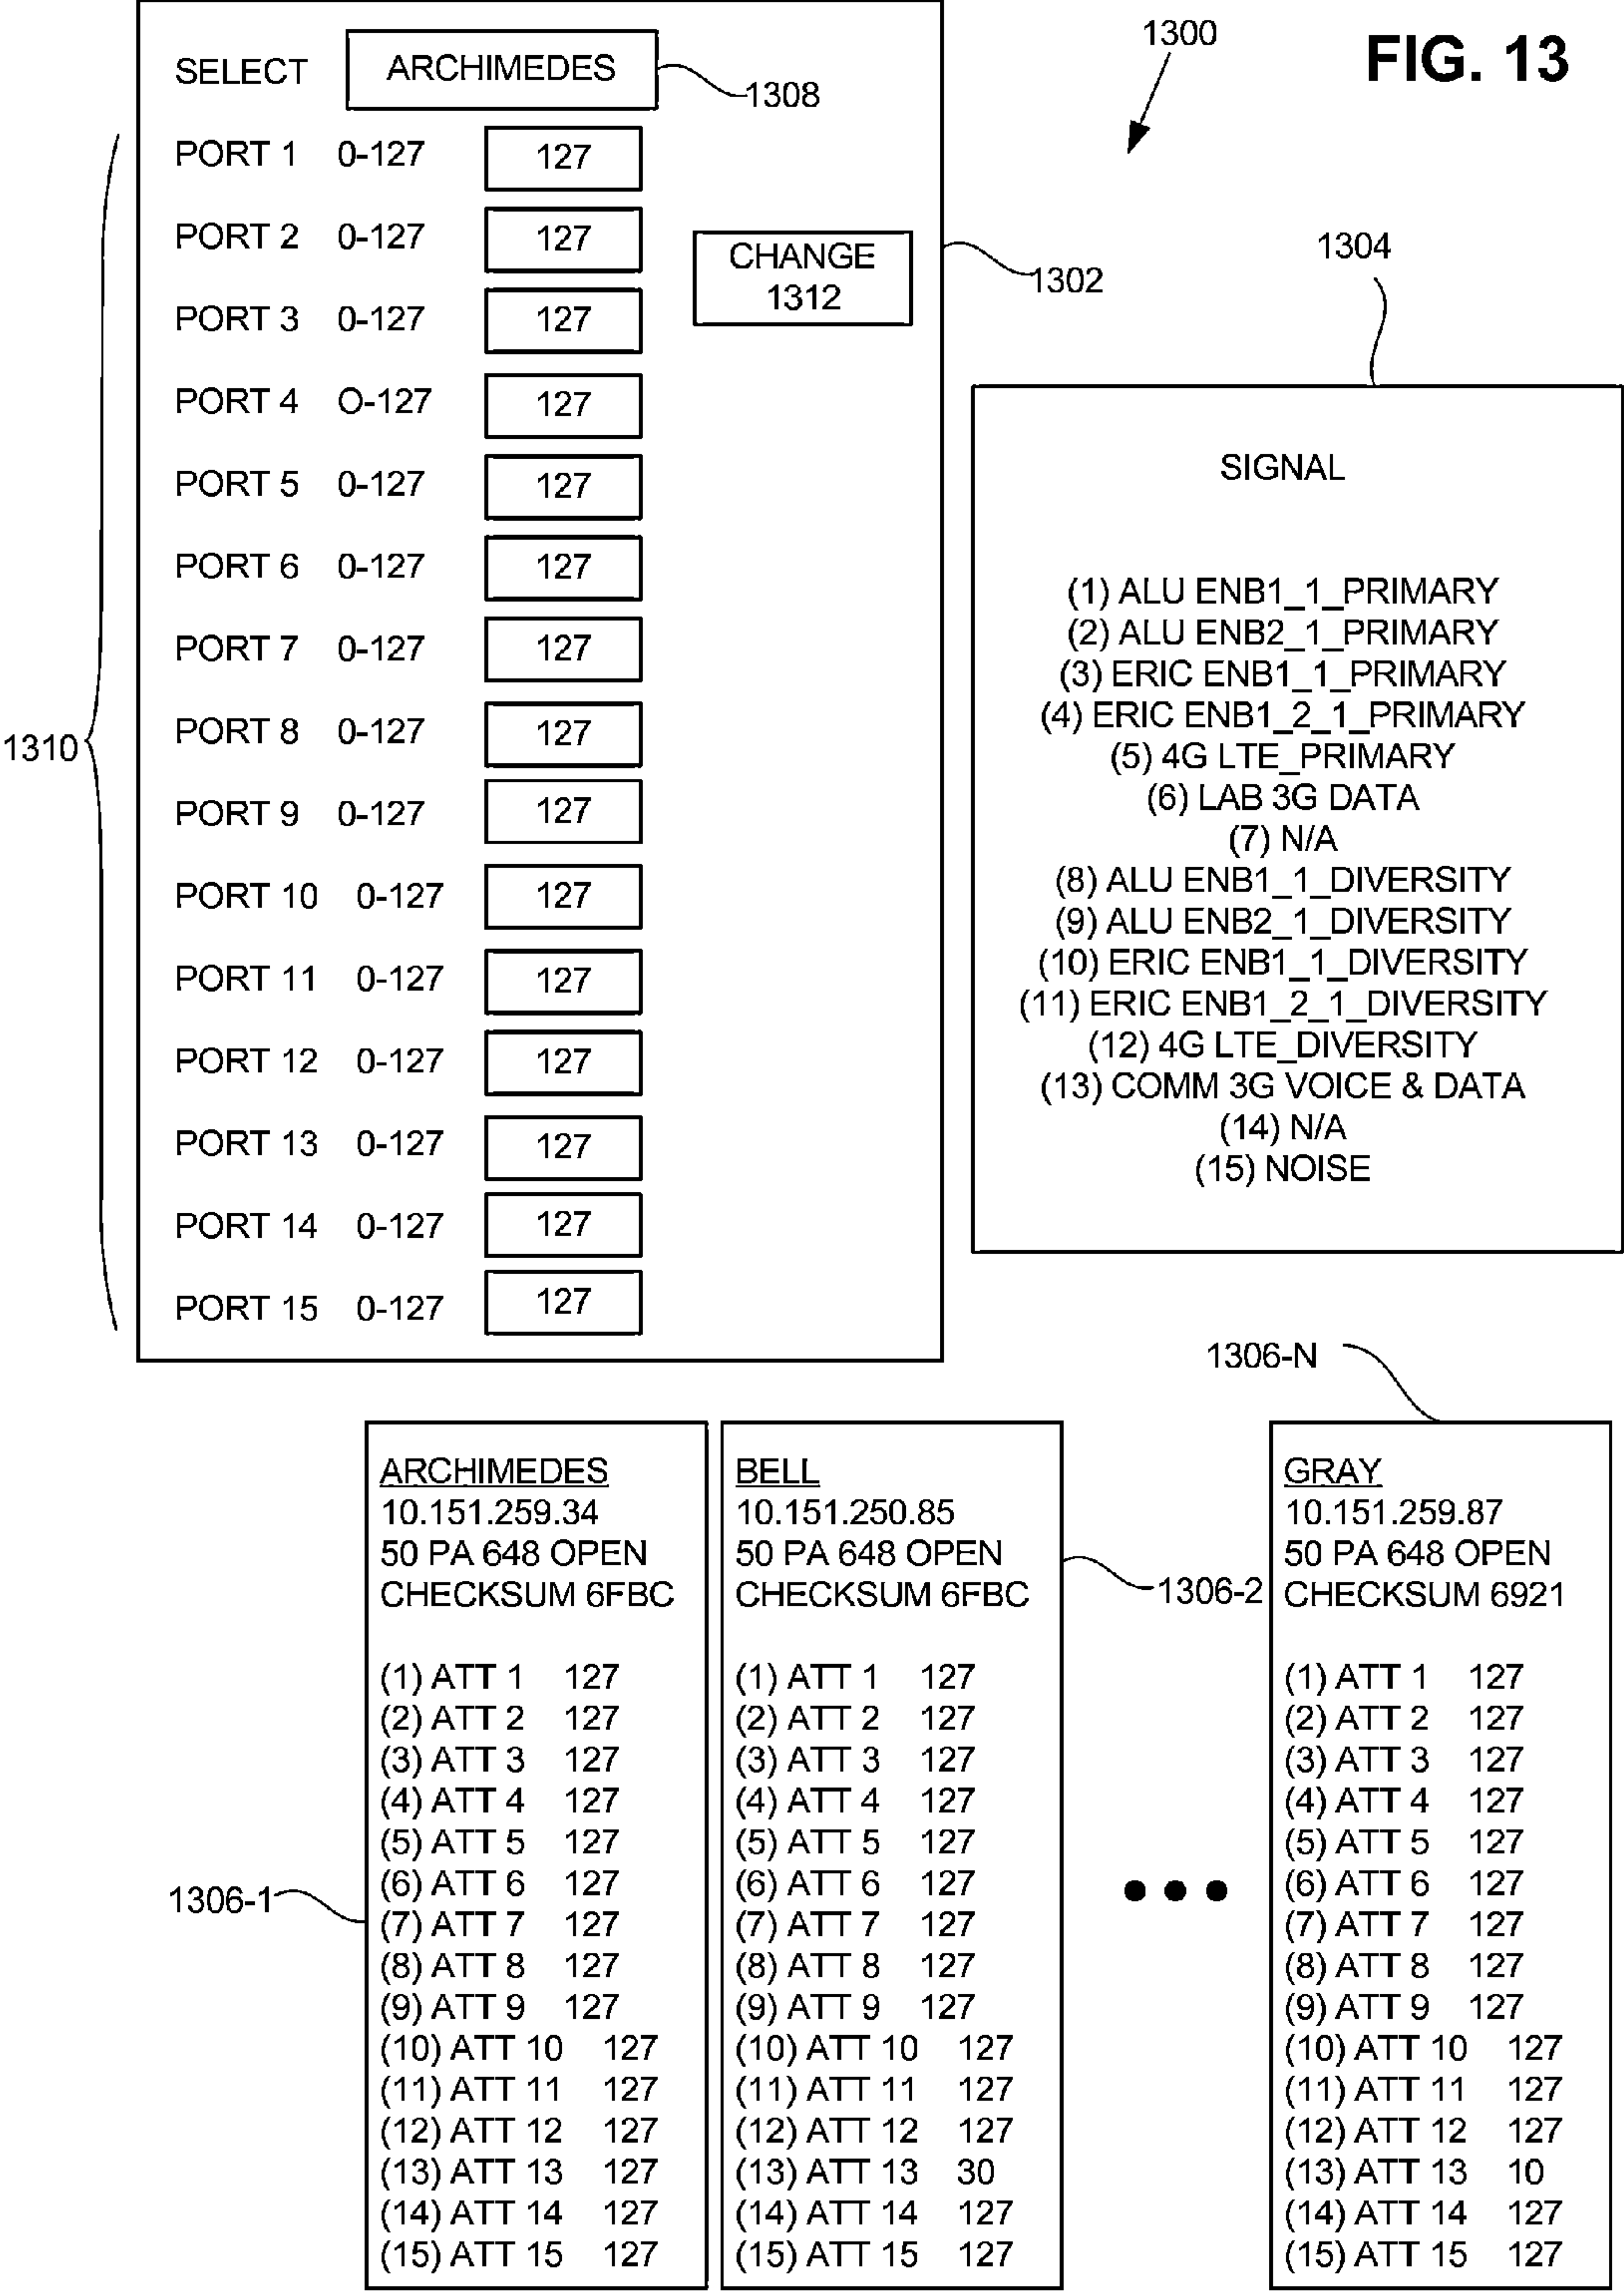 FIG. 13
1300
SELECT ARCHIMEDES
1308
PORT 1 0-127 127
PORT 2 0-127 127
PORT 3 0-127 127
PORT 4 O-127 127
PORT 5 0-127 127
PORT 6 0-127 127
PORT 7 0-127 127
PORT 8 0-127 127
PORT 9 0-127 127
PORT 10 0-127 127
PORT 11 0-127 127
PORT 12 0-127 127
PORT 13 0-127 127
PORT 14 0-127 127
PORT 15 0-127 127
1310
CHANGE
1312
1302
1304
SIGNAL
(1) ALU ENB1_1_PRIMARY
(2) ALU ENB2_1_PRIMARY
(3) ERIC ENB1_1_PRIMARY
(4) ERIC ENB1_2_1_PRIMARY
(5) 4G LTE_PRIMARY
(6) LAB 3G DATA
(7) N/A
(8) ALU ENB1_1_DIVERSITY
(9) ALU ENB2_1_DIVERSITY
(10) ERIC ENB1_1_DIVERSITY
(11) ERIC ENB1_2_1_DIVERSITY
(12) 4G LTE_DIVERSITY
(13) COMM 3G VOICE & DATA
(14) N/A
(15) NOISE
1306-1
ARCHIMEDES
10.151.259.34
50 PA 648 OPEN
CHECKSUM 6FBC
(1) ATT 1 127
(2) ATT 2 127
(3) ATT 3 127
(4) ATT 4 127
(5) ATT 5 127
(6) ATT 6 127
(7) ATT 7 127
(8) ATT 8 127
(9) ATT 9 127
(10) ATT 10 127
(11) ATT 11 127
(12) ATT 12 127
(13) ATT 13 127
(14) ATT 14 127
(15) ATT 15 127
1306-2
BELL
10.151.250.85
50 PA 648 OPEN
CHECKSUM 6FBC
(1) ATT 1 127
(2) ATT 2 127
(3) ATT 3 127
(4) ATT 4 127
(5) ATT 5 127
(6) ATT 6 127
(7) ATT 7 127
(8) ATT 8 127
(9) ATT 9 127
(10) ATT 10 127
(11) ATT 11 127
(12) ATT 12 127
(13) ATT 13 30
(14) ATT 14 127
(15) ATT 15 127
1306-N
GRAY
10.151.259.87
50 PA 648 OPEN
CHECKSUM 6921
(1) ATT 1 127
(2) ATT 2 127
(3) ATT 3 127
(4) ATT 4 127
(5) ATT 5 127
(6) ATT 6 127
(7) ATT 7 127
(8) ATT 8 127
(9) ATT 9 127
(10) ATT 10 127
(11) ATT 11 127
(12) ATT 12 127
(13) ATT 13 10
(14) ATT 14 127
(15) ATT 15 127